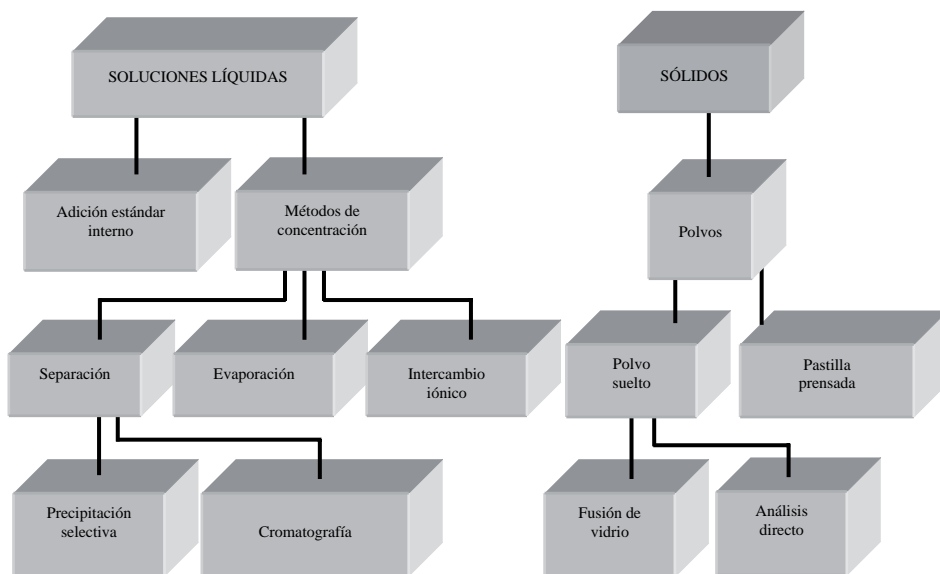 SOLUCIONES LÍQUIDAS
SÓLIDOS
Adición estándar
interno
Métodos de
concentración
Polvos
Separación
Evaporación
Intercambio
iónico
Polvo
suelto
Pastilla
prensada
Precipitación
selectiva
Cromatografía
Fusión de
vidrio
Análisis
directo